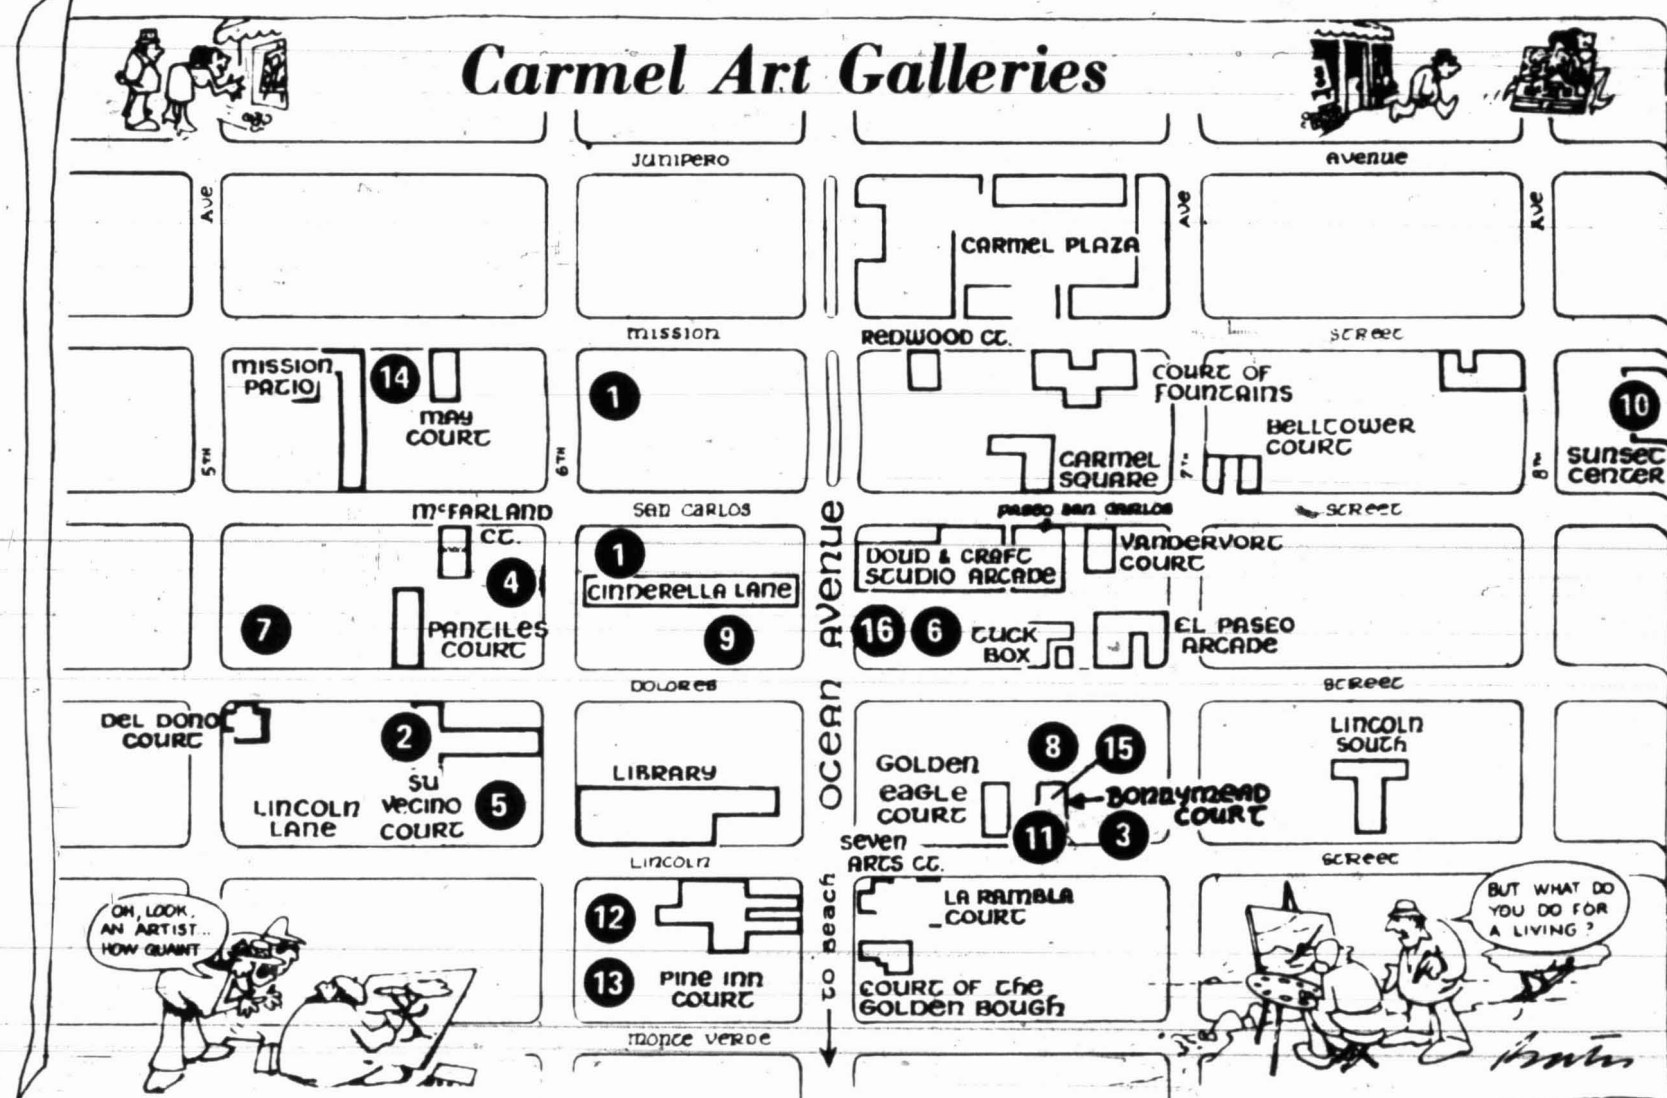 Carmel Art Galleries
JUNIPERO
AVENUE
AVE
AVE
AVE
CARMEL PLAZA
MISSION
REDWOOD CT.
STREET
MISSION
PATIO
14
MAY
COURT
1
COURT OF
FOUNTAINS
10
BELLTOWER
COURT
CARMEL
SQUARE
SUNSET
CENTER
5TH
6TH
7TH
8TH
McFARLAND
CT.
SAN CARLOS
PASEO SAN CARLOS
STREET
OCEAN AVENUE
4
1
CINDERELLA LANE
DOUD & CRAFT
STUDIO ARCADE
VANDERVORT
COURT
7
PANTILES
COURT
9
16
6
TUCK
BOX
EL PASEO
ARCADE
DOLORES
STREET
DEL DONO
COURT
2
SU
VECINO
COURT
5
LINCOLN
LANE
LIBRARY
GOLDEN
EAGLE
COURT
8
15
BONNYMEAD
COURT
11
3
LINCOLN
SOUTH
LINCOLN
SEVEN
ARTS CT.
STREET
12
13
PINE INN
COURT
TO BEACH
LA RAMBLA
COURT
COURT OF THE
GOLDEN BOUGH
MONTE VERDE
OH, LOOK,
AN ARTIST...
HOW QUAINT
BUT WHAT DO
YOU DO FOR
A LIVING?